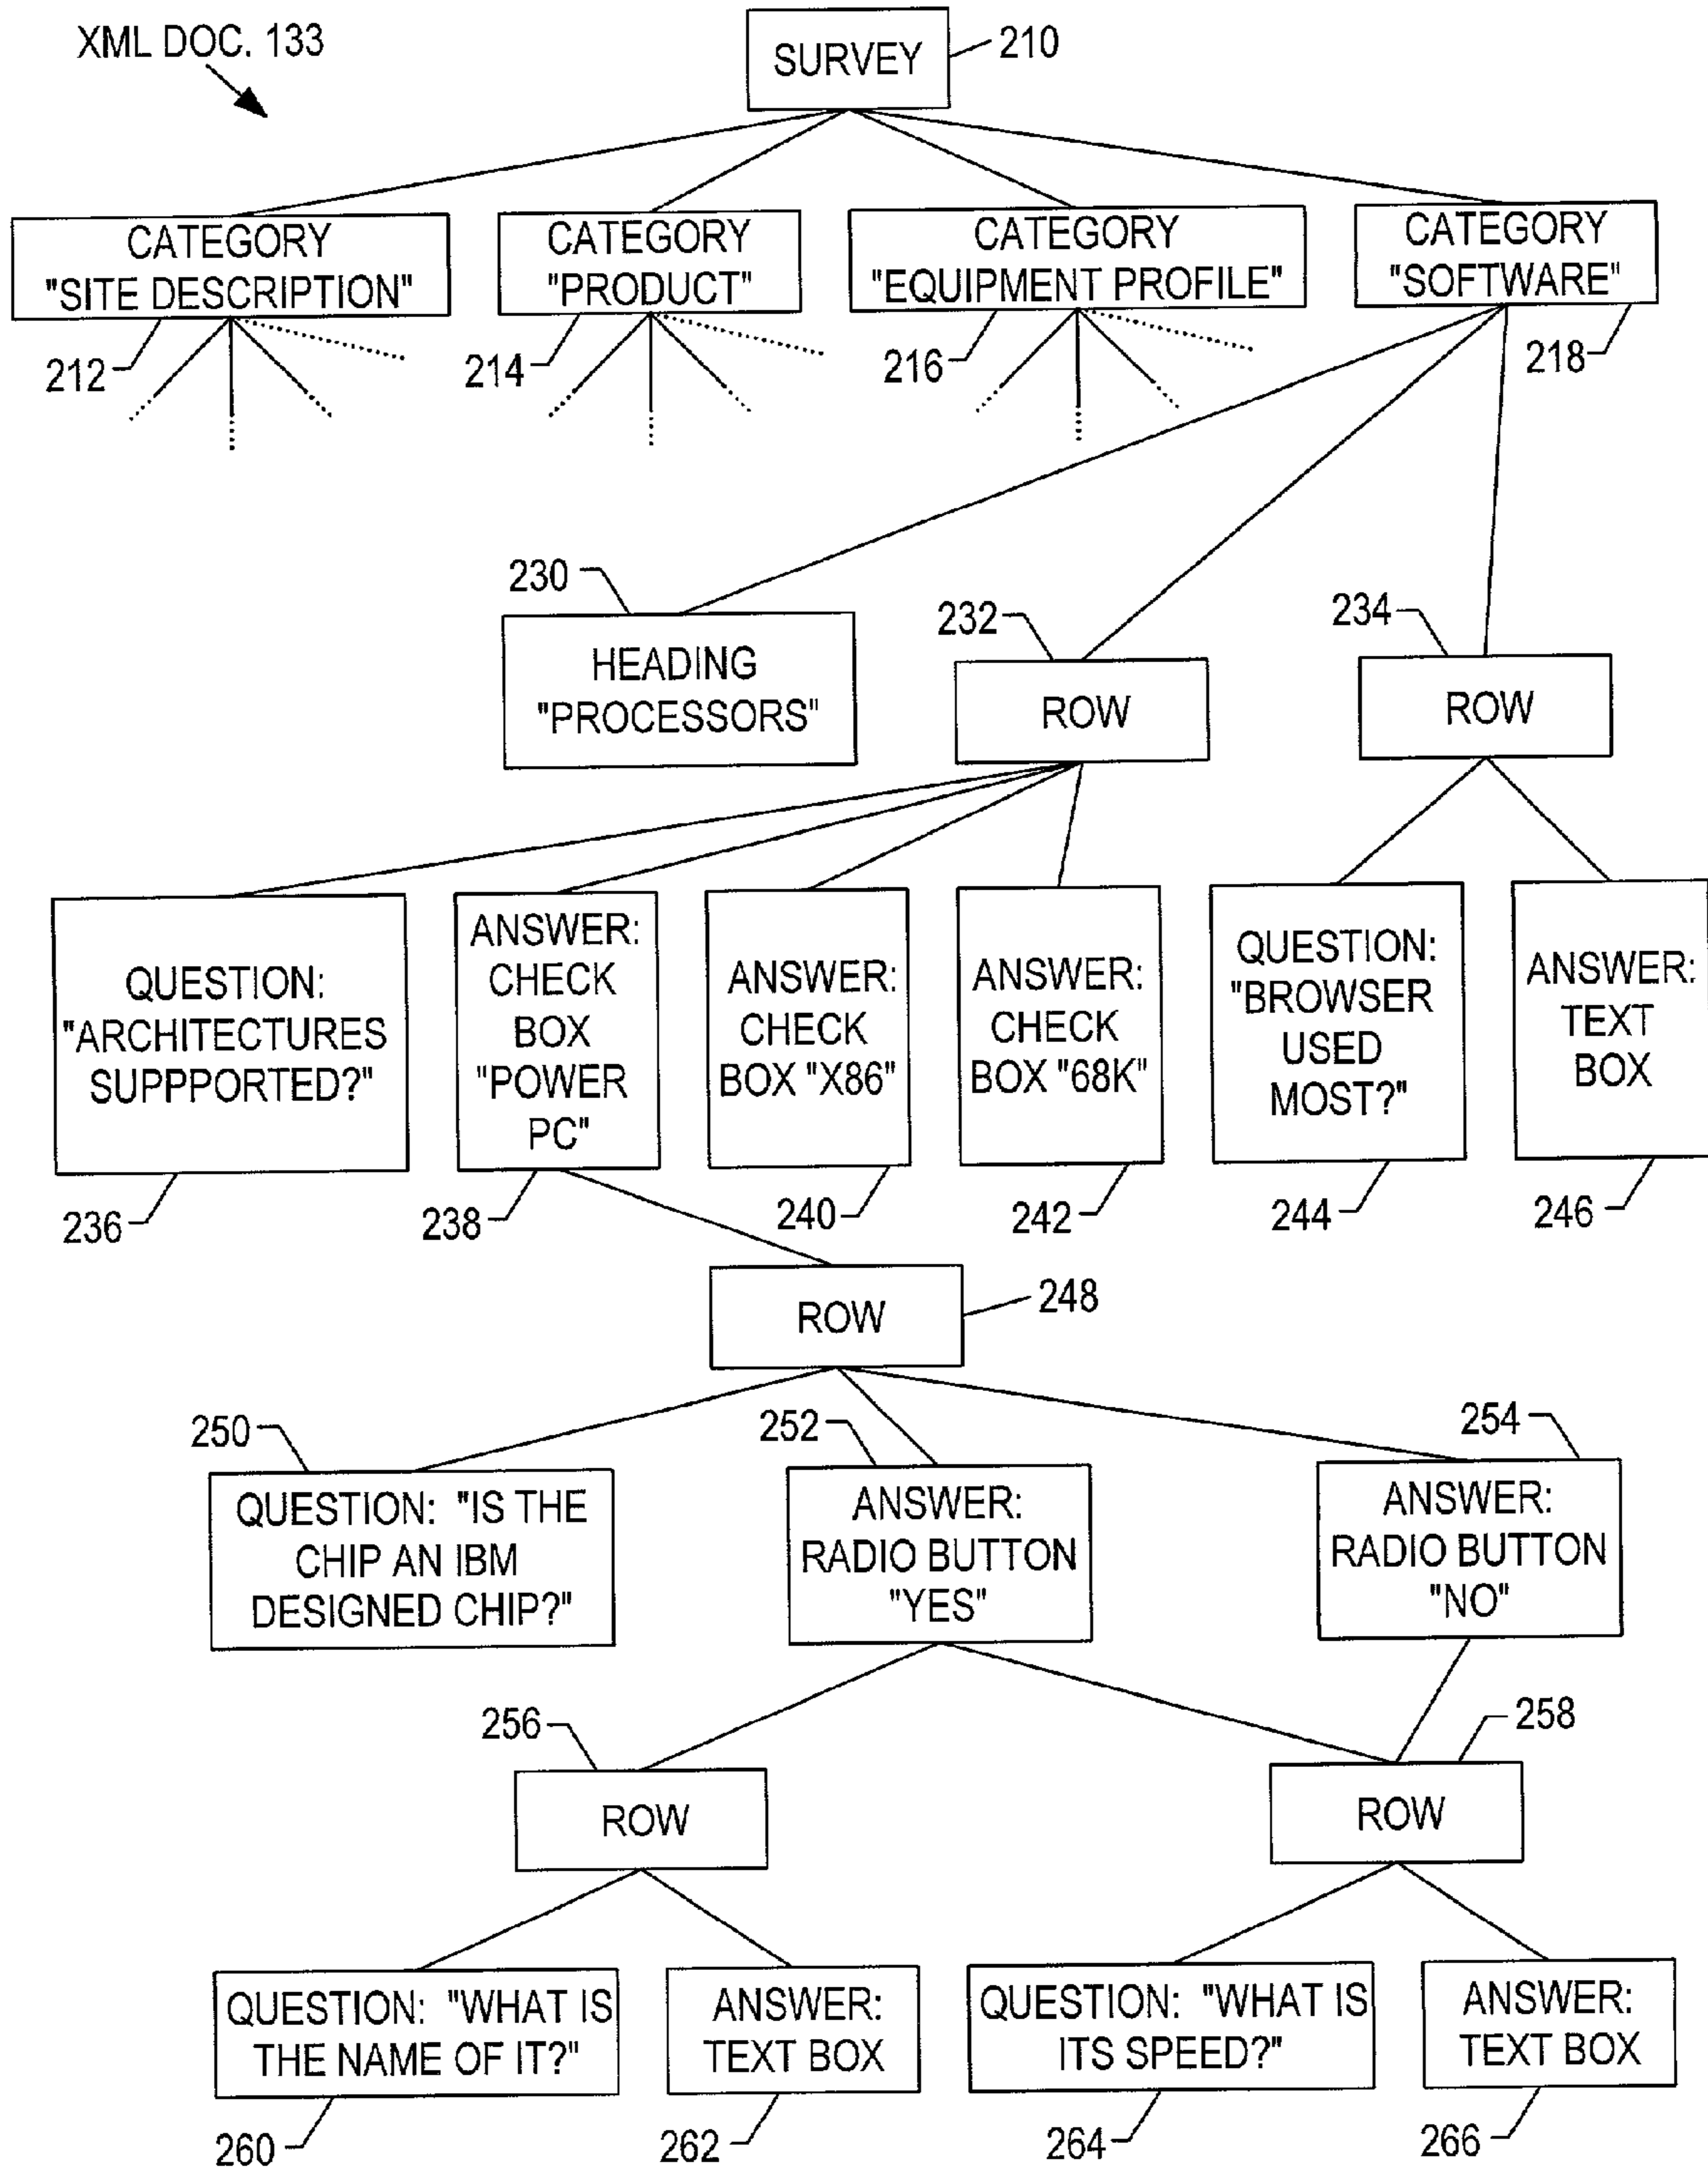 XML DOC. 133
SURVEY
210
CATEGORY
"SITE DESCRIPTION"
CATEGORY
"PRODUCT"
CATEGORY
"EQUIPMENT PROFILE"
CATEGORY
"SOFTWARE"
212
214
216
218
230
232
234
HEADING
"PROCESSORS"
ROW
ROW
QUESTION:
"ARCHITECTURES
SUPPPORTED?"
ANSWER:
CHECK
BOX
"POWER
PC"
ANSWER:
CHECK
BOX "X86"
ANSWER:
CHECK
BOX "68K"
QUESTION:
"BROWSER
USED
MOST?"
ANSWER:
TEXT
BOX
236
238
240
242
244
246
ROW
248
250
252
254
QUESTION: "IS THE
CHIP AN IBM
DESIGNED CHIP?"
ANSWER:
RADIO BUTTON
"YES"
ANSWER:
RADIO BUTTON
"NO"
256
258
ROW
ROW
QUESTION: "WHAT IS
THE NAME OF IT?"
ANSWER:
TEXT BOX
QUESTION: "WHAT IS
ITS SPEED?"
ANSWER:
TEXT BOX
260
262
264
266